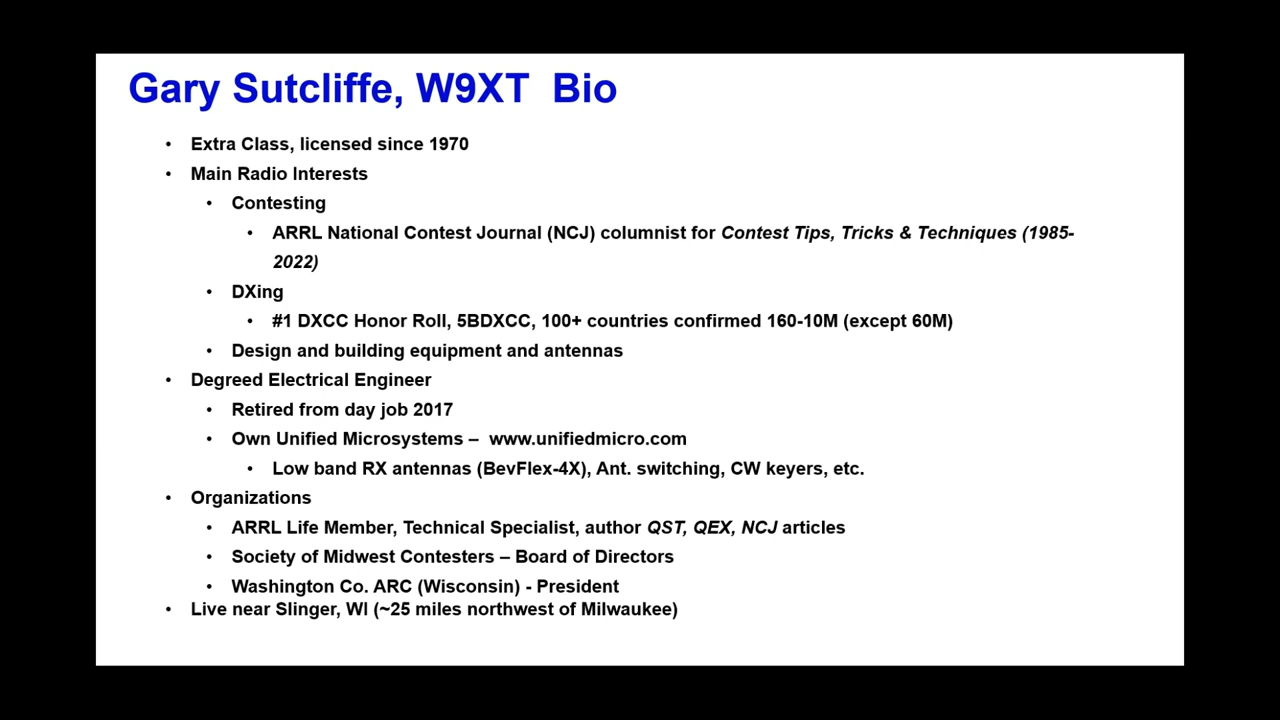 Gary Sutcliffe, W9XT  Bio
• Extra Class, licensed since 1970
• Main Radio Interests
• Contesting
• ARRL National Contest Journal (NCJ) columnist for Contest Tips, Tricks & Techniques (1985-
2022)
• DXing
• #1 DXCC Honor Roll, 5BDXCC, 100+ countries confirmed 160-10M (except 60M)
• Design and building equipment and antennas
• Degreed Electrical Engineer
• Retired from day job 2017
• Own Unified Microsystems –  www.unifiedmicro.com
• Low band RX antennas (BevFlex-4X), Ant. switching, CW keyers, etc.
• Organizations
• ARRL Life Member, Technical Specialist, author QST, QEX, NCJ articles
• Society of Midwest Contesters – Board of Directors
• Washington Co. ARC (Wisconsin) - President
• Live near Slinger, WI (~25 miles northwest of Milwaukee)